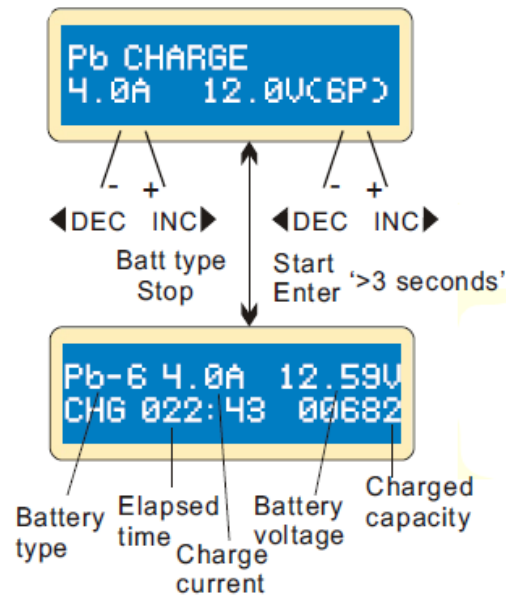 Pb CHARGE
4.0A 12.0V(6P)
- + - +
◀DEC INC▶ ◀DEC INC▶
Batt type
Stop
Start
Enter '>3 seconds'
Pb-6 4.0A 12.59V
CHG 022:43 00682
Battery
type
Elapsed
time
Charge
current
Battery
voltage
Charged
capacity